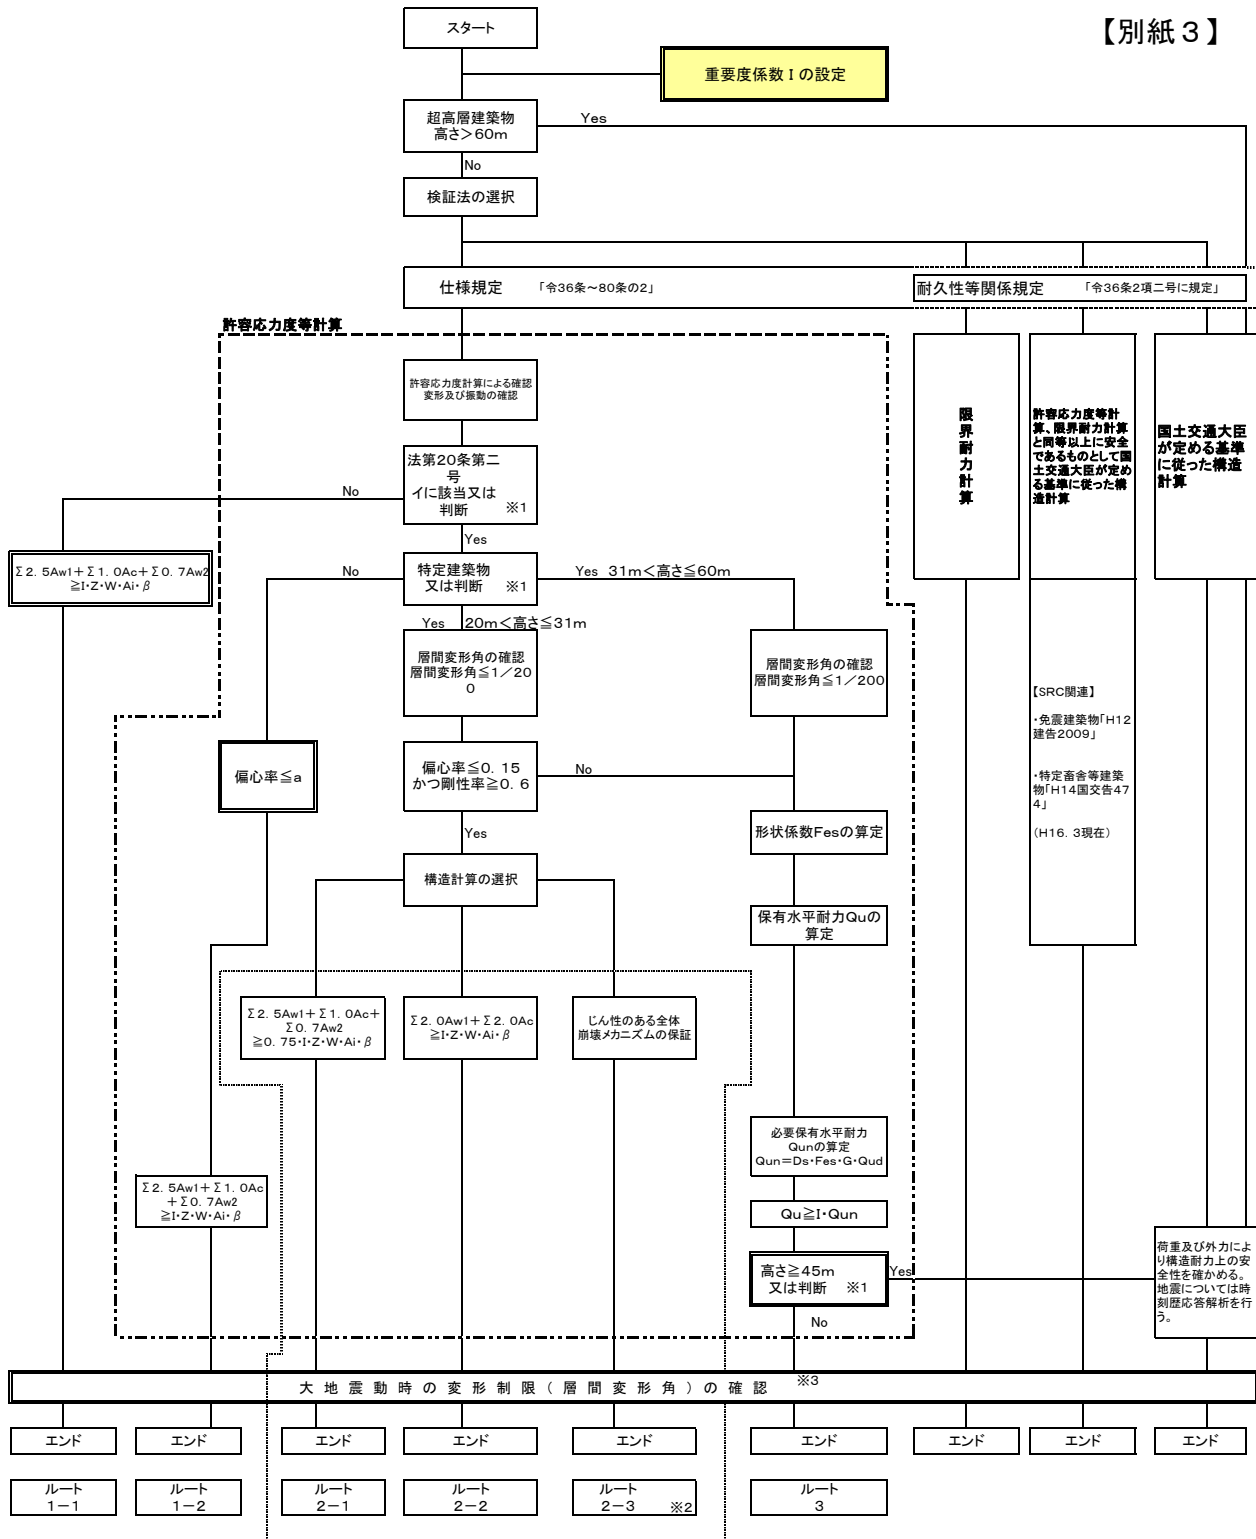 【別紙３】
スタート
重要度係数Ｉの設定
超高層建築物
高さ＞60m
Yes
No
検証法の選択
仕様規定　「令36条～80条の2」
耐久性等関係規定　「令36条2項二号に規定」
許容応力度等計算
許容応力度計算による確認
変形及び振動の確認
法第20条第二
号
イに該当又は
判断　※1
No
Yes
Σ2．5Aw1＋Σ1．0Ac＋Σ0．7Aw2
≧I・Z・W・Ai・β
特定建築物
又は判断　※1
No
Yes　31m＜高さ≦60m
Yes　20m＜高さ≦31m
層間変形角の確認
層間変形角≦1／20
0
層間変形角の確認
層間変形角≦1／200
偏心率≦a
偏心率≦0．15
かつ剛性率≧0．6
No
Yes
形状係数Fesの算定
構造計算の選択
保有水平耐力Quの
算定
Σ2．5Aw1＋Σ1．0Ac＋
Σ0．7Aw2
≧0．75・I・Z・W・Ai・β
Σ2．0Aw1＋Σ2．0Ac
≧I・Z・W・Ai・β
じん性のある全体
崩壊メカニズムの保証
必要保有水平耐力
Qunの算定
Qun＝Ds・Fes・G・Qud
Σ2．5Aw1＋Σ1．0Ac
＋Σ0．7Aw2
≧I・Z・W・Ai・β
Qu≧I・Qun
高さ≧45m
又は判断　※1
Yes
No
限
界
耐
力
計
算
許容応力度等計
算、限界耐力計算
と同等以上に安全
であるものとして国
土交通大臣が定め
る基準に従った構
造計算
国土交通大臣
が定める基準
に従った構造
計算
【SRC関連】
・免震建築物「H12
建告2009」
・特定畜舎等建築
物「H14国交告47
4」
（H16．3現在）
荷重及び外力によ
り構造耐力上の安
全性を確かめる。
地震については時
刻歴応答解析を行
う。
大地震動時の変形制限（層間変形角）の確認　※3
エンド
エンド
エンド
エンド
エンド
エンド
エンド
エンド
エンド
ルート
1－1
ルート
1－2
ルート
2－1
ルート
2－2
ルート
2－3　※2
ルート
3